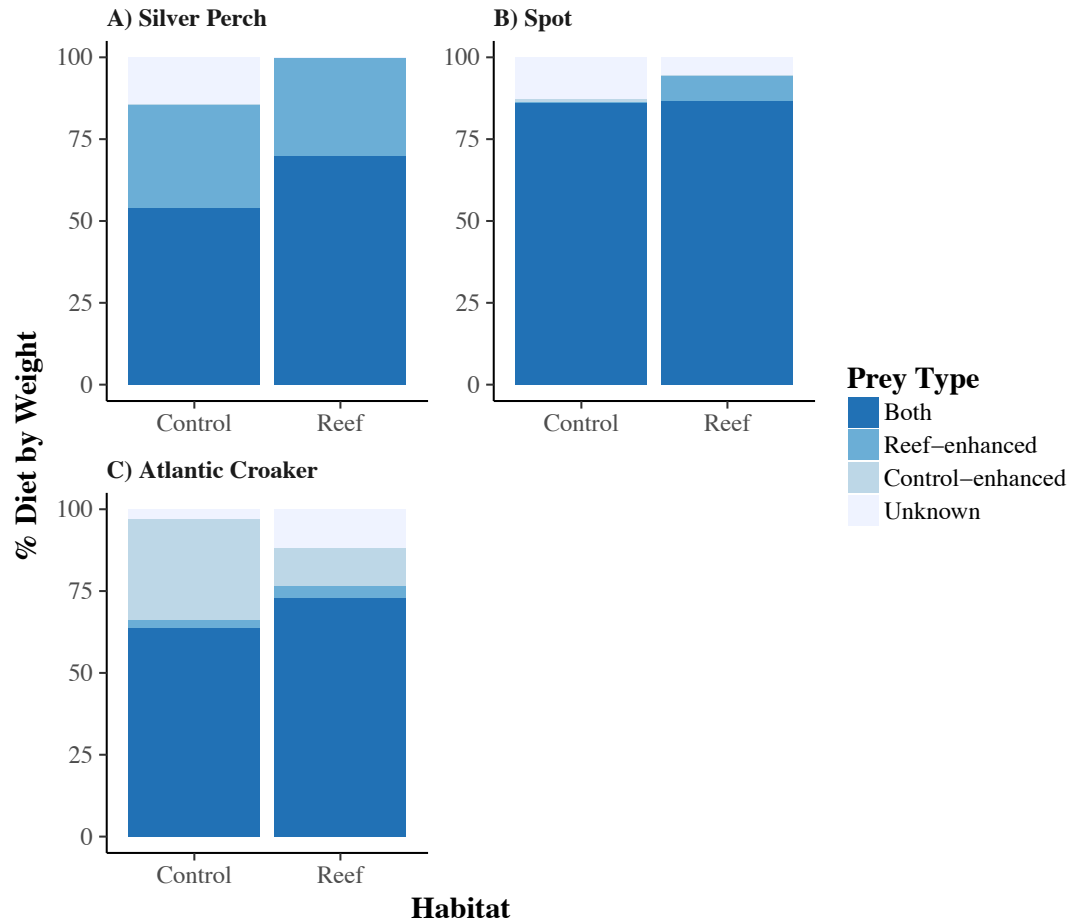 A) Silver Perch
B) Spot
100
75
50
25
0
Control
Reef
100
75
50
25
0
Control
Reef
% Diet by Weight
Prey Type
Both
Reef−enhanced
Control−enhanced
Unknown
C) Atlantic Croaker
100
75
50
25
0
Control
Reef
Habitat